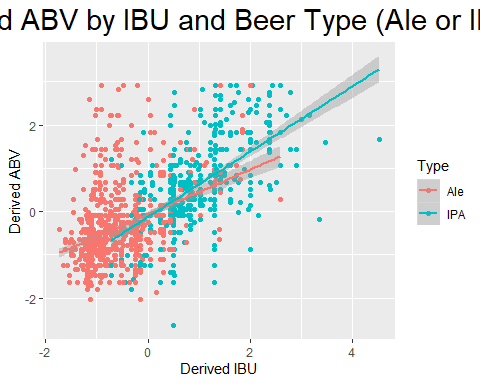 d ABV by IBU and Beer Type (Ale or I
Derived ABV
2
0
-2
-2
0
2
4
Derived IBU
Type
Ale
IPA